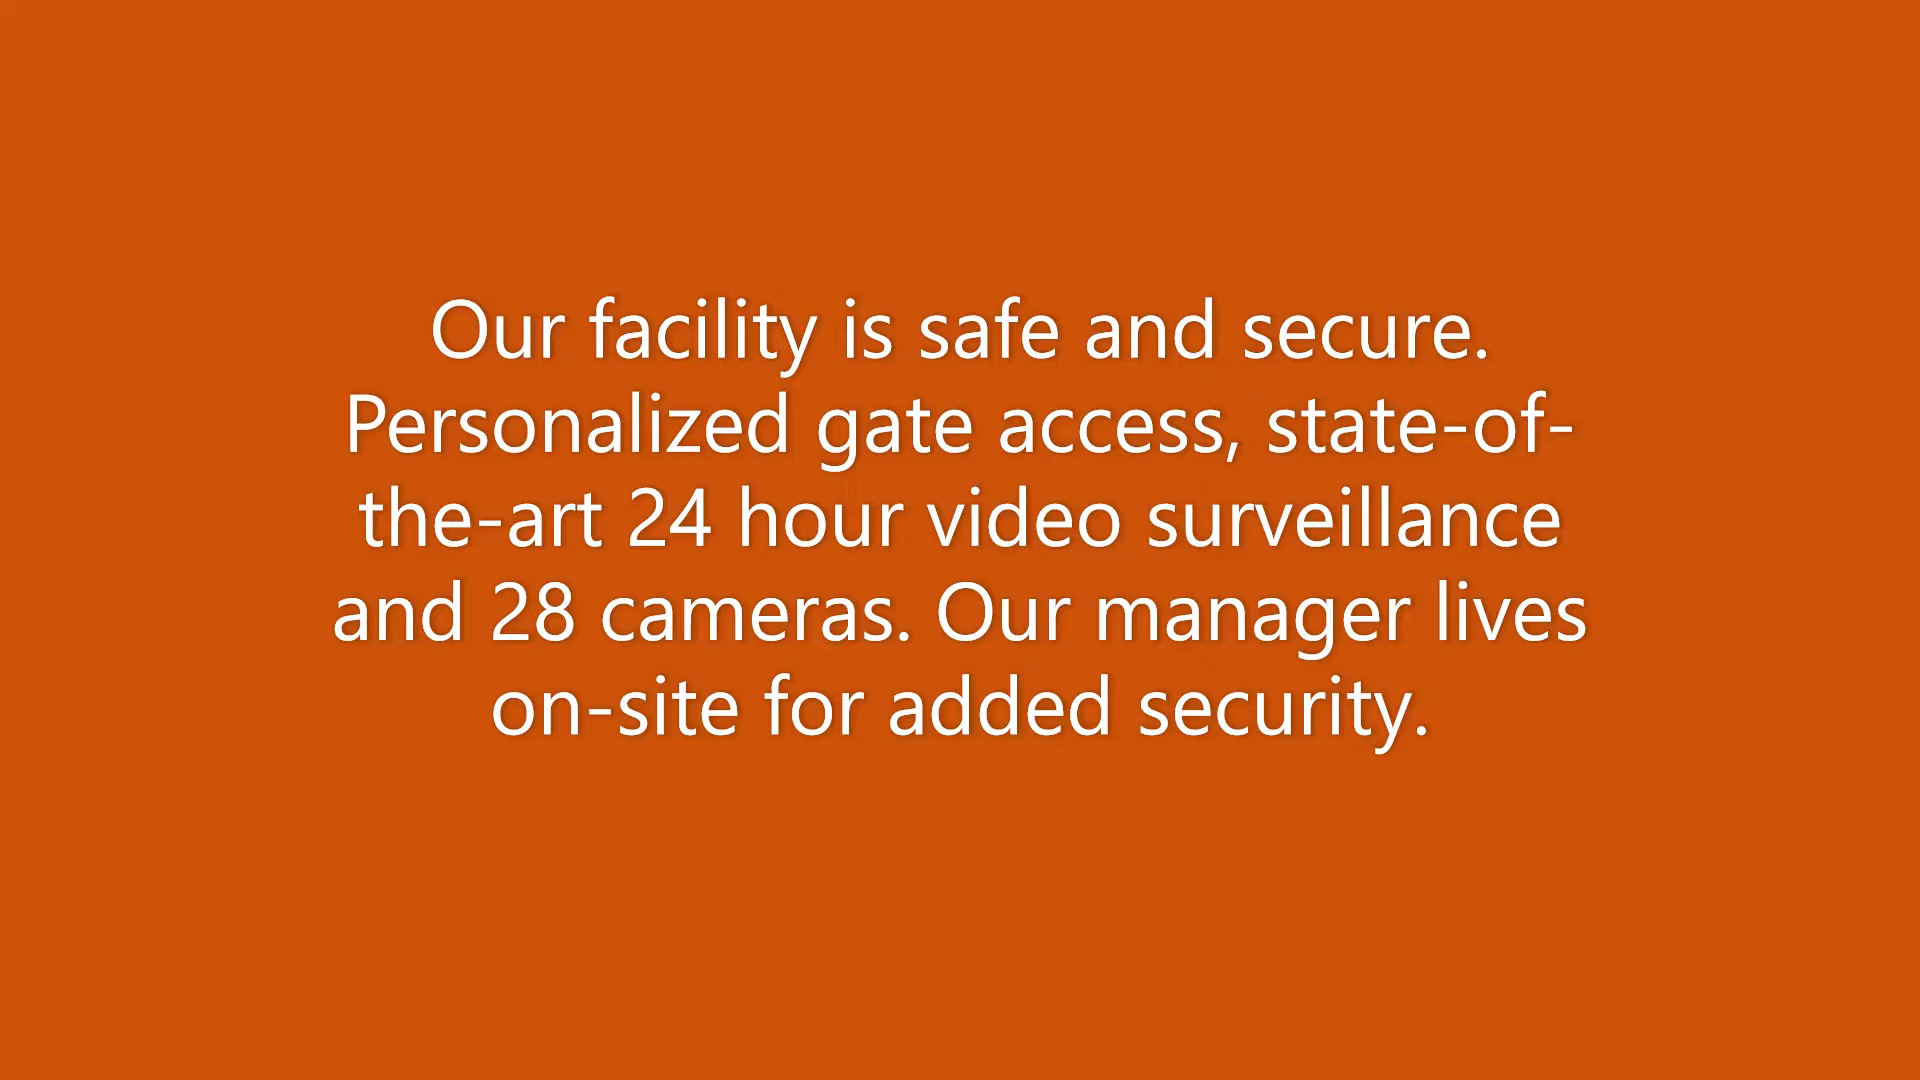 Our facility is safe and secure.
Personalized gate access, state-of-
the-art 24 hour video surveillance
and 28 cameras. Our manager lives
on-site for added security.